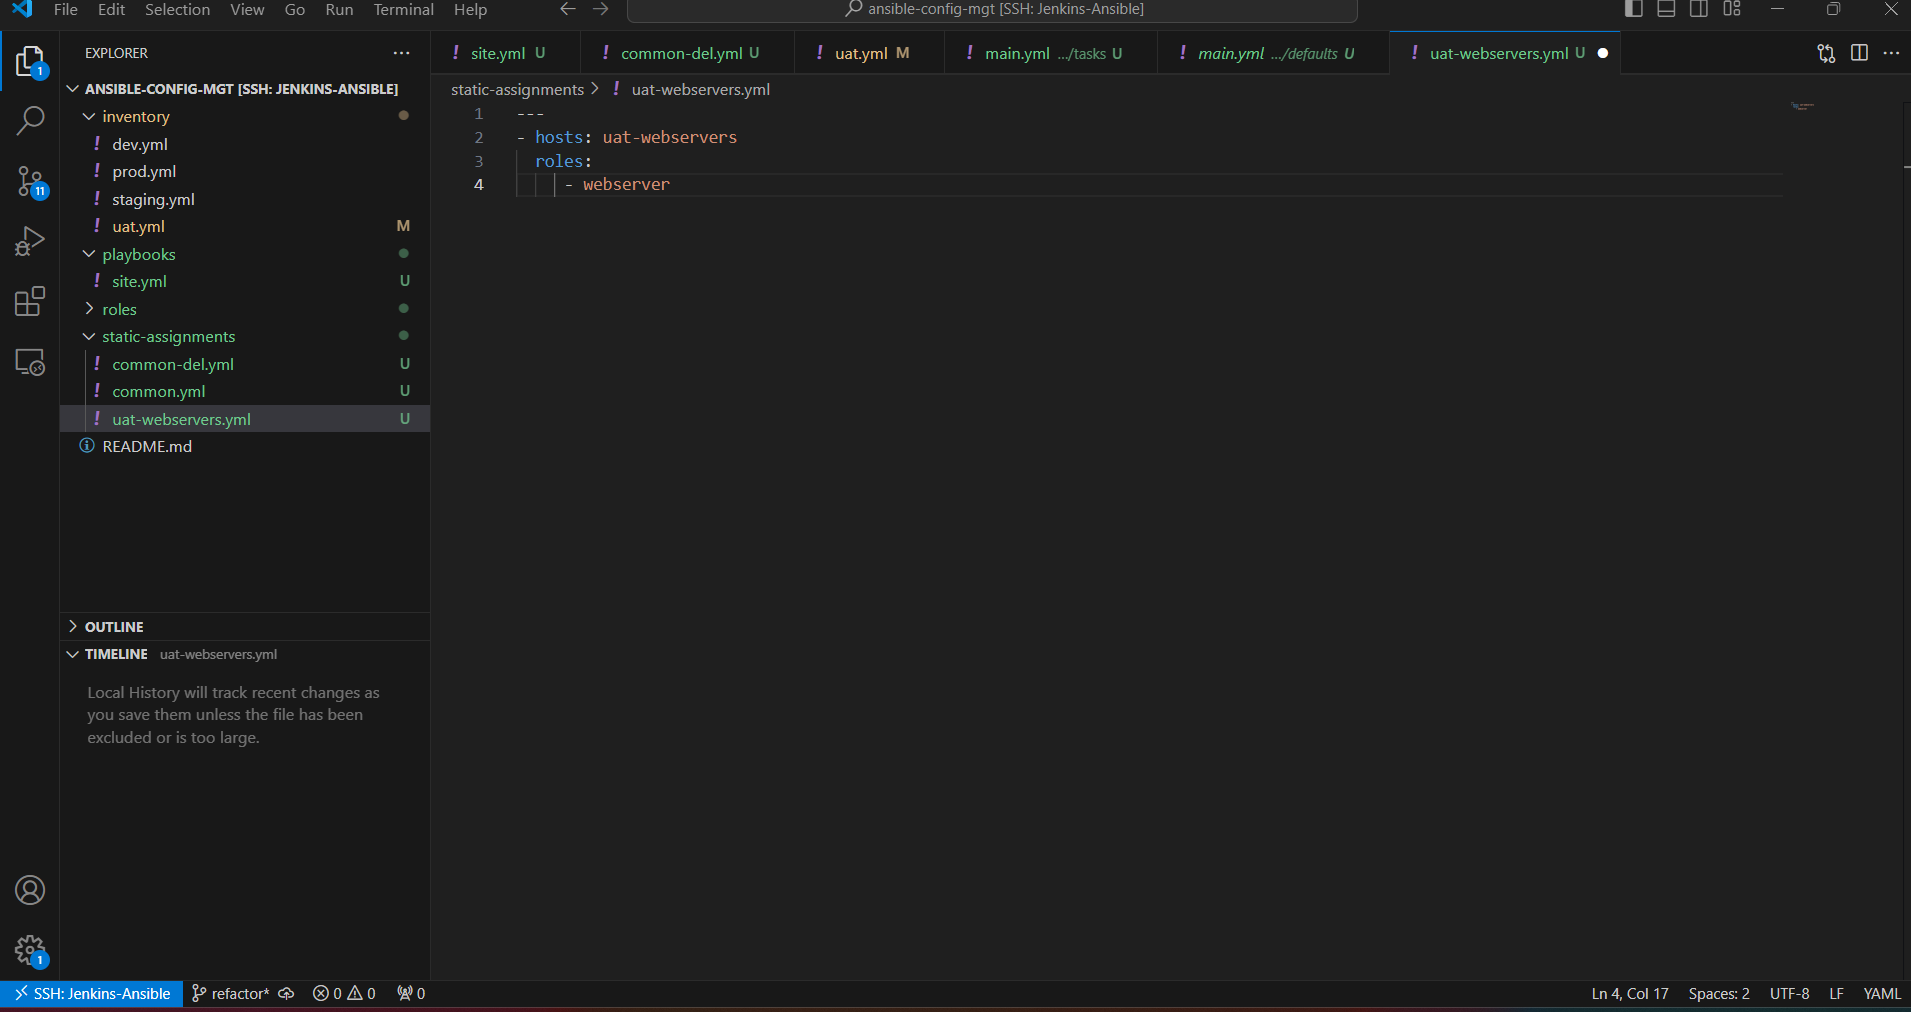 File Edit Selection View Go Run Terminal Help
ansible-config-mgt [SSH: Jenkins-Ansible]
1
11
EXPLORER
ANSIBLE-CONFIG-MGT [SSH: JENKINS-ANSIBLE]
inventory
! dev.yml
! prod.yml
! staging.yml
! uat.yml M
playbooks
! site.yml U
roles
static-assignments
! common-del.yml U
! common.yml U
! uat-webservers.yml U
README.md
OUTLINE
TIMELINE uat-webservers.yml
Local History will track recent changes as
you save them unless the file has been
excluded or is too large.
1
! site.yml U ! common-del.yml U ! uat.yml M ! main.yml .../tasks U ! main.yml .../defaults U ! uat-webservers.yml U
static-assignments > ! uat-webservers.yml
1 ---
2 - hosts: uat-webservers
3 roles:
4 - webserver
SSH: Jenkins-Ansible refactor* 0 0 0 Ln 4, Col 17 Spaces: 2 UTF-8 LF YAML